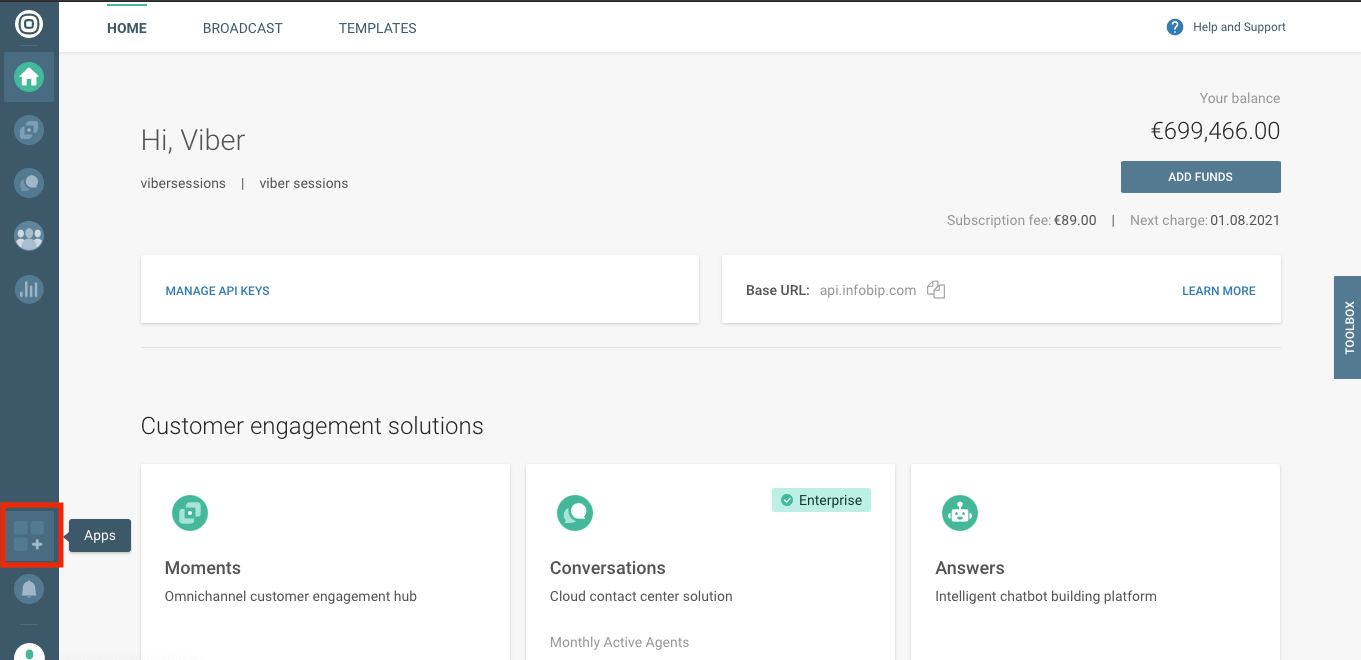 HOME BROADCAST TEMPLATES Help and Support
Your balance
€699,466.00
Hi, Viber
ADD FUNDS
vibersessions | viber sessions
Subscription fee: €89.00 | Next charge: 01.08.2021
MANAGE API KEYS
Base URL: api.infobip.com LEARN MORE
TOOLBOX
Customer engagement solutions
Enterprise
Apps
Moments
Omnichannel customer engagement hub
Conversations
Cloud contact center solution
Monthly Active Agents
Answers
Intelligent chatbot building platform